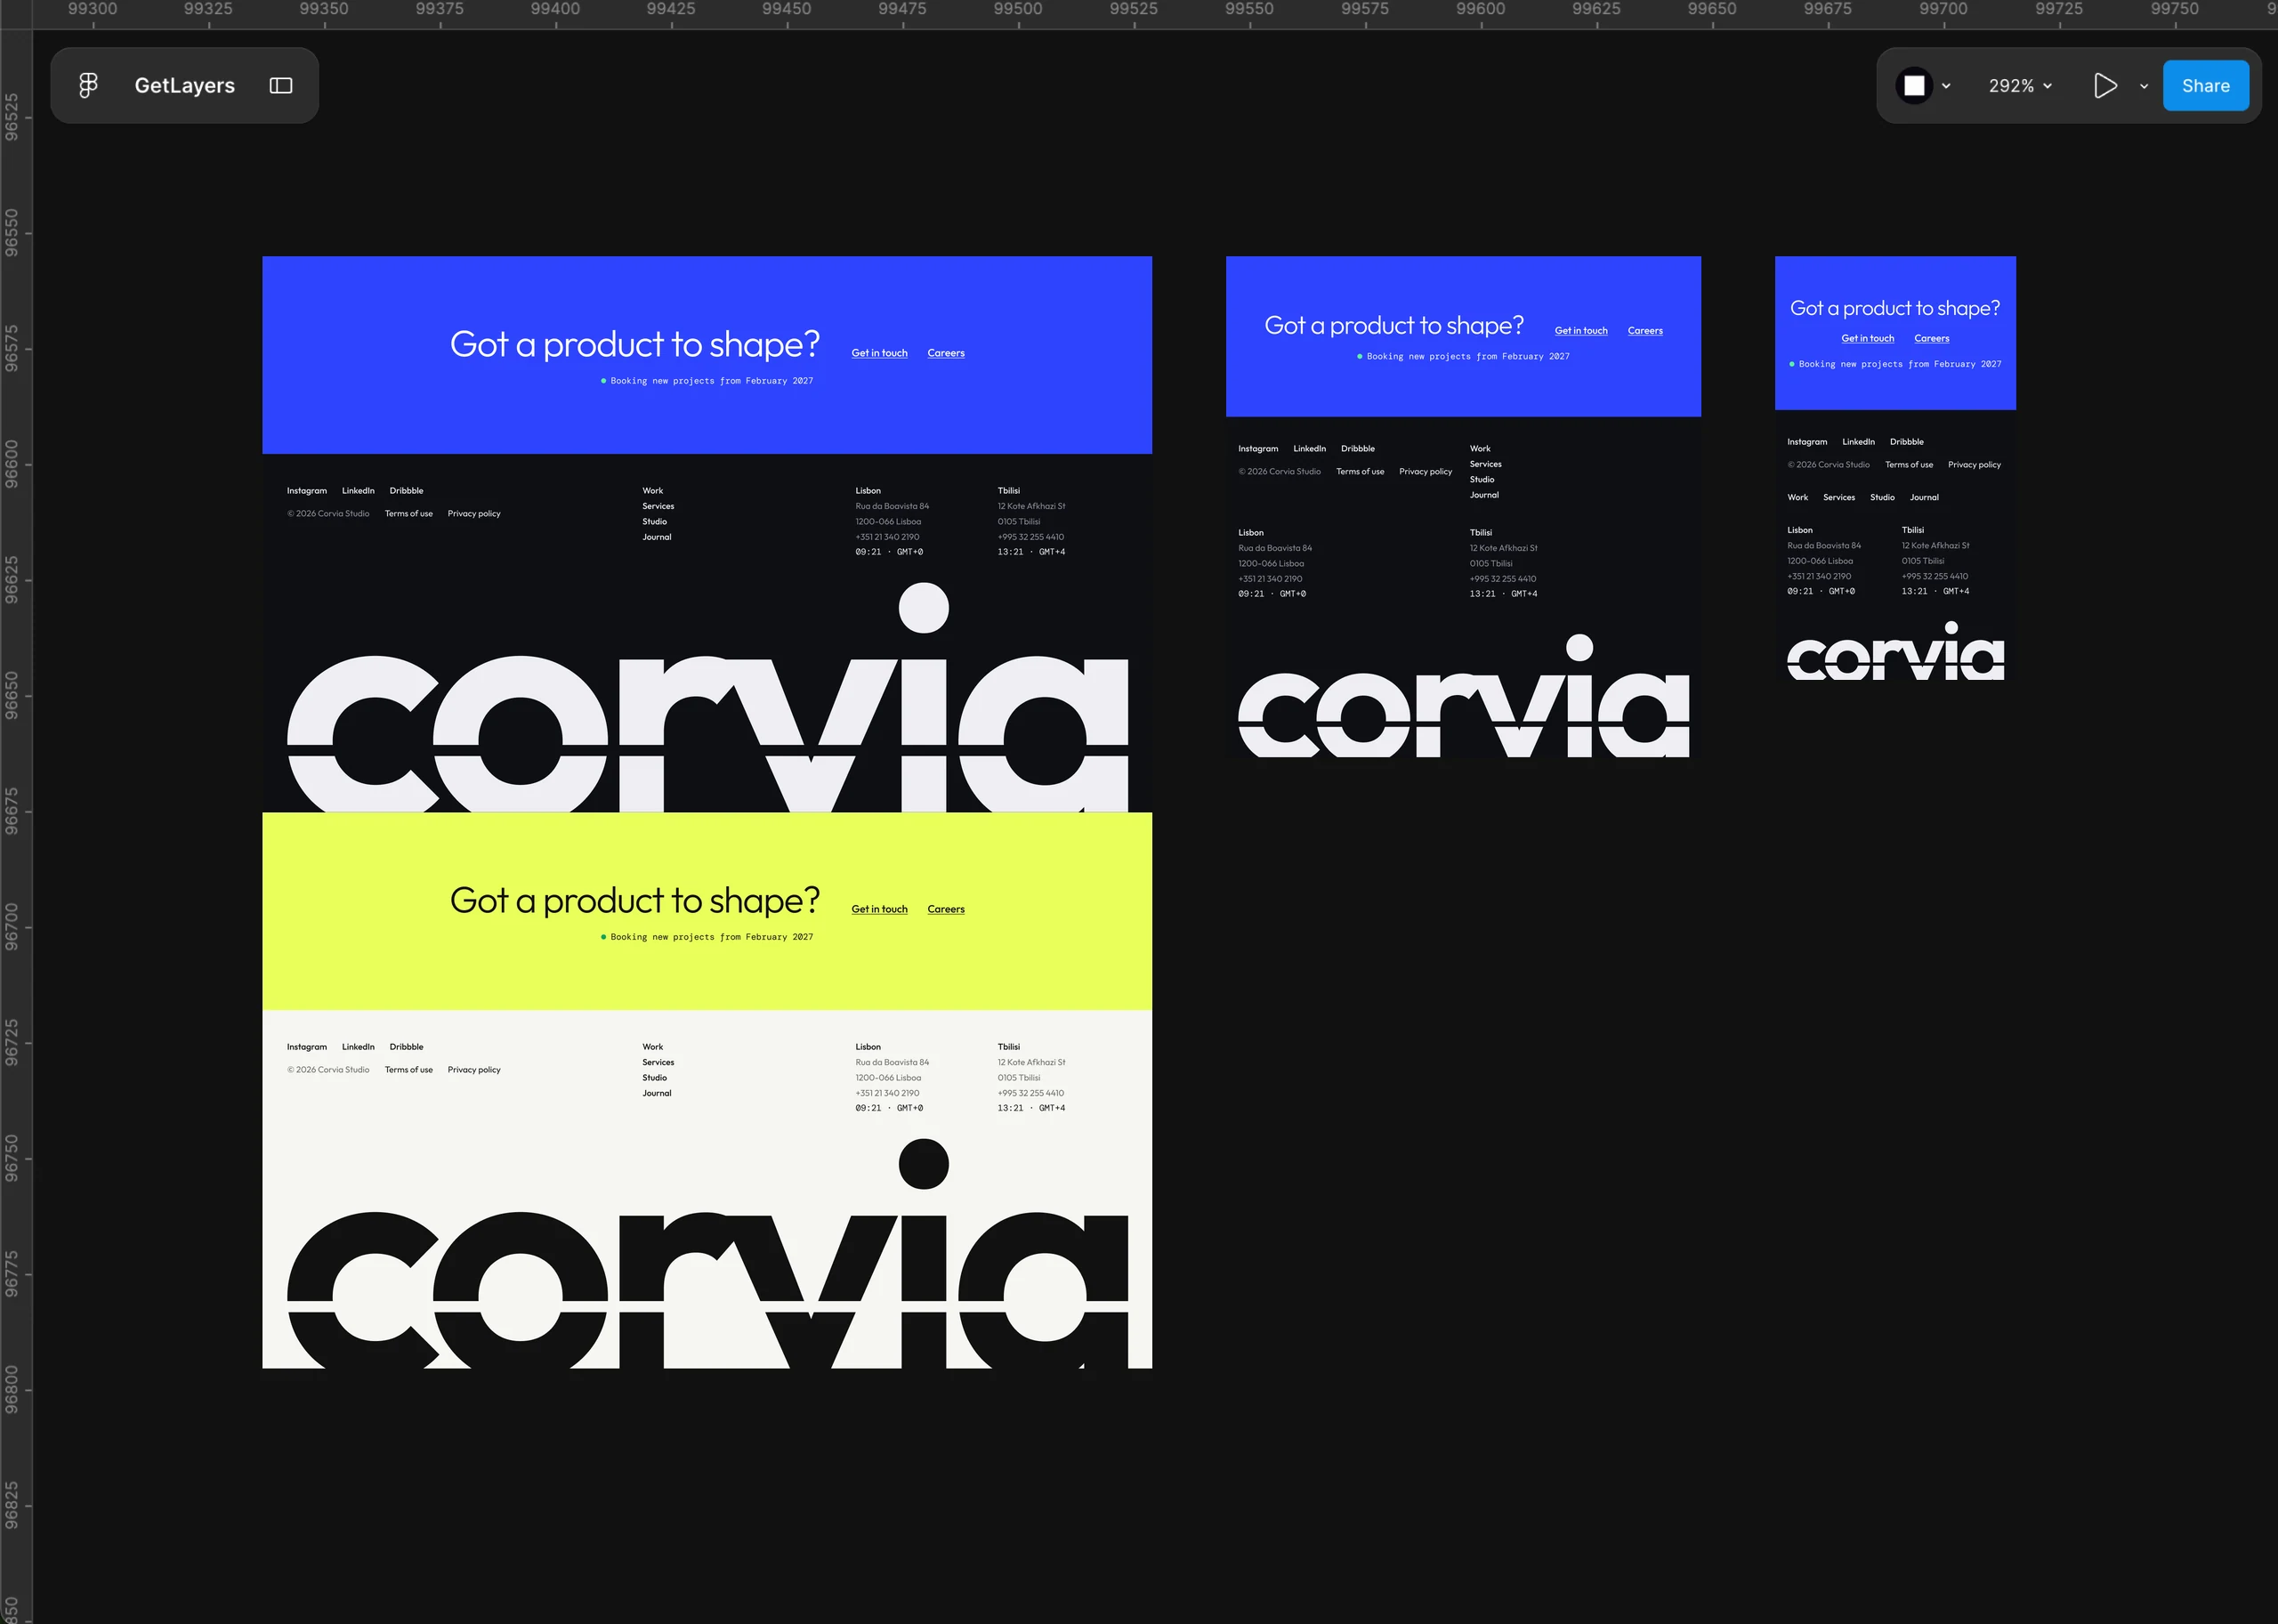 99300 99325 99350 99375 99400 99425 99450 99475 99500 99525 99550 99575 99600 99625 99650 99675 99700 99725 99750
GetLayers
292%
Share
96525
96550
96575
96600
96625
96650
96675
96700
96725
96750
96775
96800
96825
Got a product to shape? Get in touch Careers
Booking new projects from February 2027
Instagram LinkedIn Dribbble
© 2026 Corvia Studio Terms of use Privacy policy
Work
Services
Studio
Journal
Lisbon
Rua da Boavista 84
1200-066 Lisboa
+351 21 340 2190
09:21 · GMT+0
Tbilisi
12 Kote Afkhazi St
0105 Tbilisi
+995 32 255 4410
13:21 · GMT+4
corvia
Got a product to shape? Get in touch Careers
Booking new projects from February 2027
Instagram LinkedIn Dribbble
© 2026 Corvia Studio Terms of use Privacy policy
Work
Services
Studio
Journal
Lisbon
Rua da Boavista 84
1200-066 Lisboa
+351 21 340 2190
09:21 · GMT+0
Tbilisi
12 Kote Afkhazi St
0105 Tbilisi
+995 32 255 4410
13:21 · GMT+4
corvia
Got a product to shape?
Get in touch Careers
Booking new projects from February 2027
Instagram LinkedIn Dribbble
© 2026 Corvia Studio Terms of use Privacy policy
Work Services Studio Journal
Lisbon
Rua da Boavista 84
1200-066 Lisboa
+351 21 340 2190
09:21 · GMT+0
Tbilisi
12 Kote Afkhazi St
0105 Tbilisi
+995 32 255 4410
13:21 · GMT+4
corvia
Got a product to shape? Get in touch Careers
Booking new projects from February 2027
Instagram LinkedIn Dribbble
© 2026 Corvia Studio Terms of use Privacy policy
Work
Services
Studio
Journal
Lisbon
Rua da Boavista 84
1200-066 Lisboa
+351 21 340 2190
09:21 · GMT+0
Tbilisi
12 Kote Afkhazi St
0105 Tbilisi
+995 32 255 4410
13:21 · GMT+4
corvia